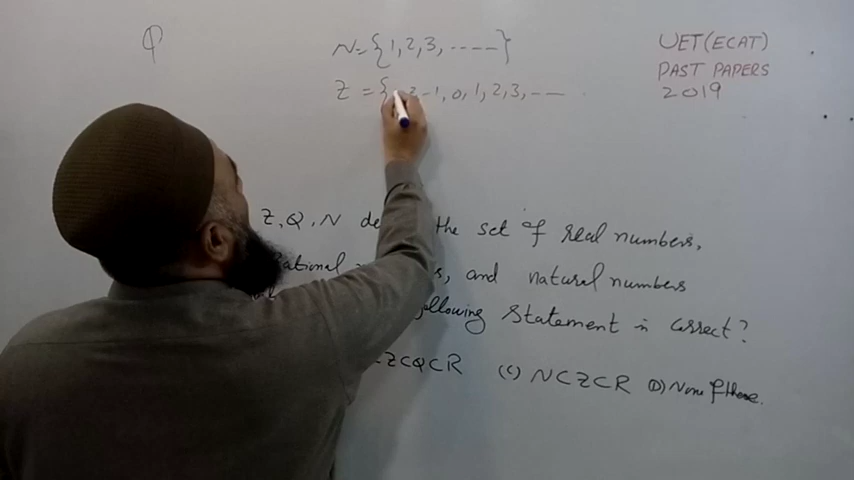 φ
N={1,2,3,-----}
Z={ -1,0,1,2,3,----
UET(ECAT)
PAST PAPERS
2019
Z,Q,N the set of real numbers,
and natural numbers
following Statement is correct?
ZCQCR (C) NCZCR (D) None of these.